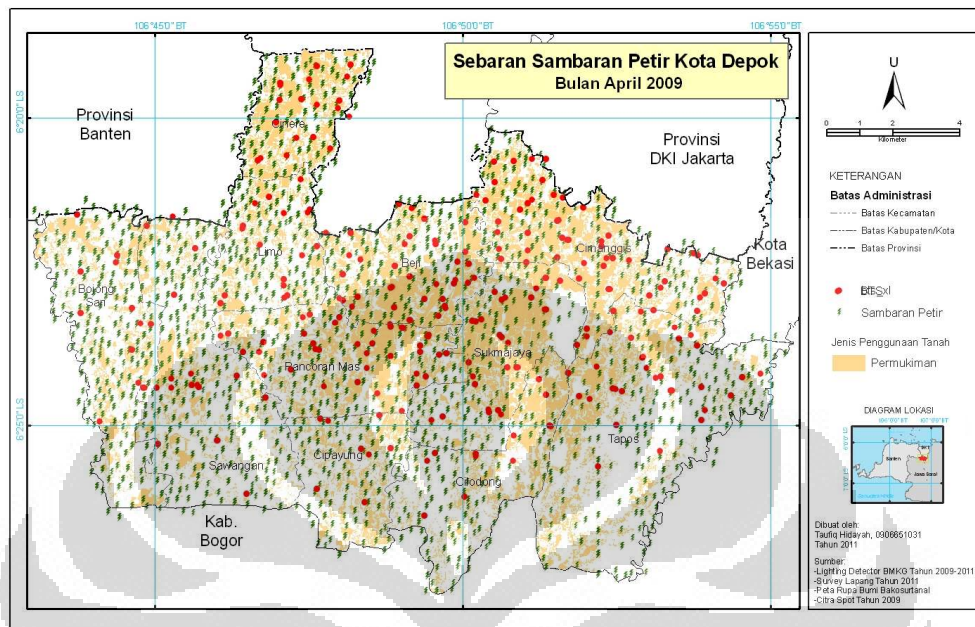 106°45'0"BT
106°50'0"BT
106°55'0"BT
Sebaran Sambaran Petir Kota Depok
Bulan April 2009
6°20'0"LS
6°25'0"LS
Provinsi
Banten
Provinsi
DKI Jakarta
Kota
Bekasi
Kab.
Bogor
Cinere
Limo
Beji
Cimanggis
Bojong
Sari
Pancoran Mas
Sukmajaya
Sawangan
Cipayung
Cilodong
Tapos
U
0 1 2 4
Kilometer
KETERANGAN
Batas Administrasi
Batas Kecamatan
Batas Kabupaten/Kota
Batas Provinsi
Sambaran Petir
Jenis Penggunaan Tanah
Permukiman
DIAGRAM LOKASI
Banten
Jawa Barat
Dibuat oleh:
Taufiq Hidayah, 0906651031
Tahun 2011
Sumber:
-Lighting Detector BMKG Tahun 2009-2011
-Survey Lapang Tahun 2011
-Peta Rupa Bumi Bakosurtanal
-Citra Spot Tahun 2009